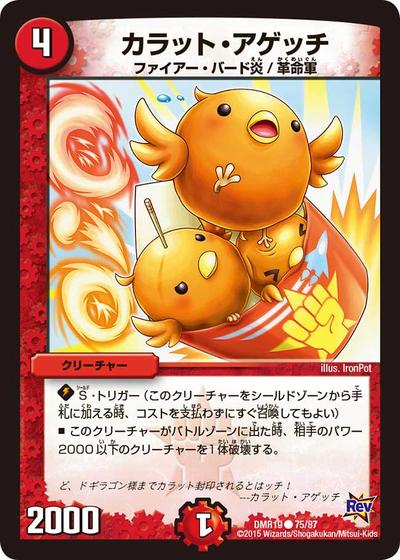 4
カラット・アゲッチ
ファイアー・バード炎 / 革命軍
illus. IronPot
クリーチャー
S・トリガー（このクリーチャーをシールドゾーンから手
札に加える時、コストを支払わずにすぐ召喚してもよい）
■ このクリーチャーがバトルゾーンに出た時、相手のパワー
2000以下のクリーチャーを1体破壊する。
ど、ドギラゴン様までカラット封印されるとはッチ！
---カラット・アゲッチ
2000
1
DMR19 ● 75/87
©2015 Wizards/Shogakukan/Mitsui-Kids
Rev